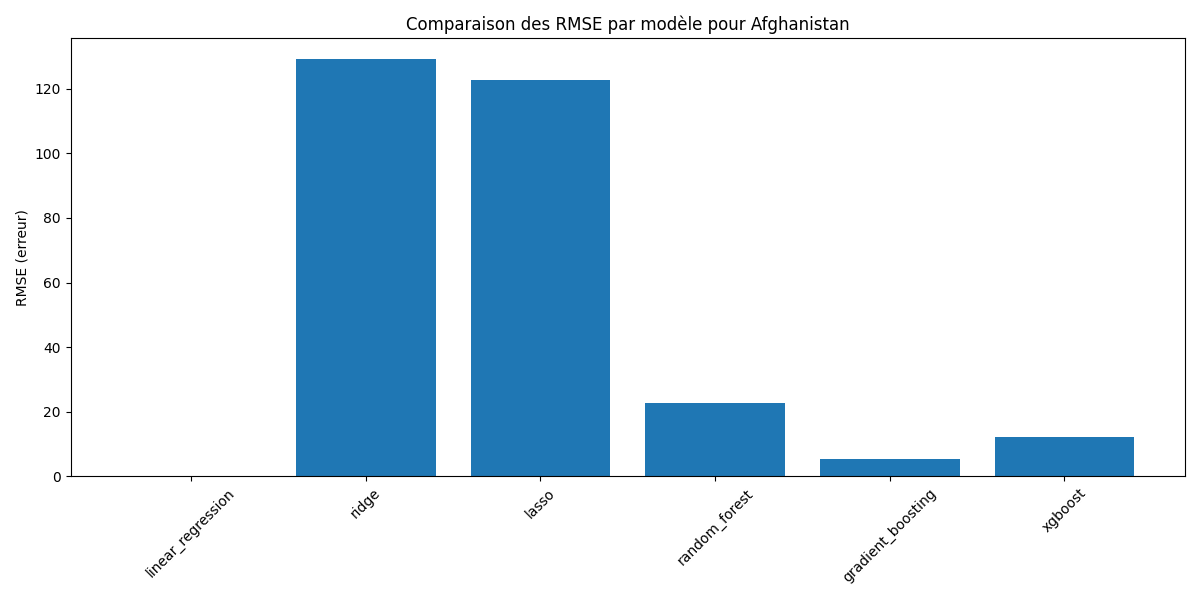 Comparaison des RMSE par modèle pour Afghanistan
RMSE (erreur)
120
100
80
60
40
20
0
linear_regression
ridge
lasso
random_forest
gradient_boosting
xgboost